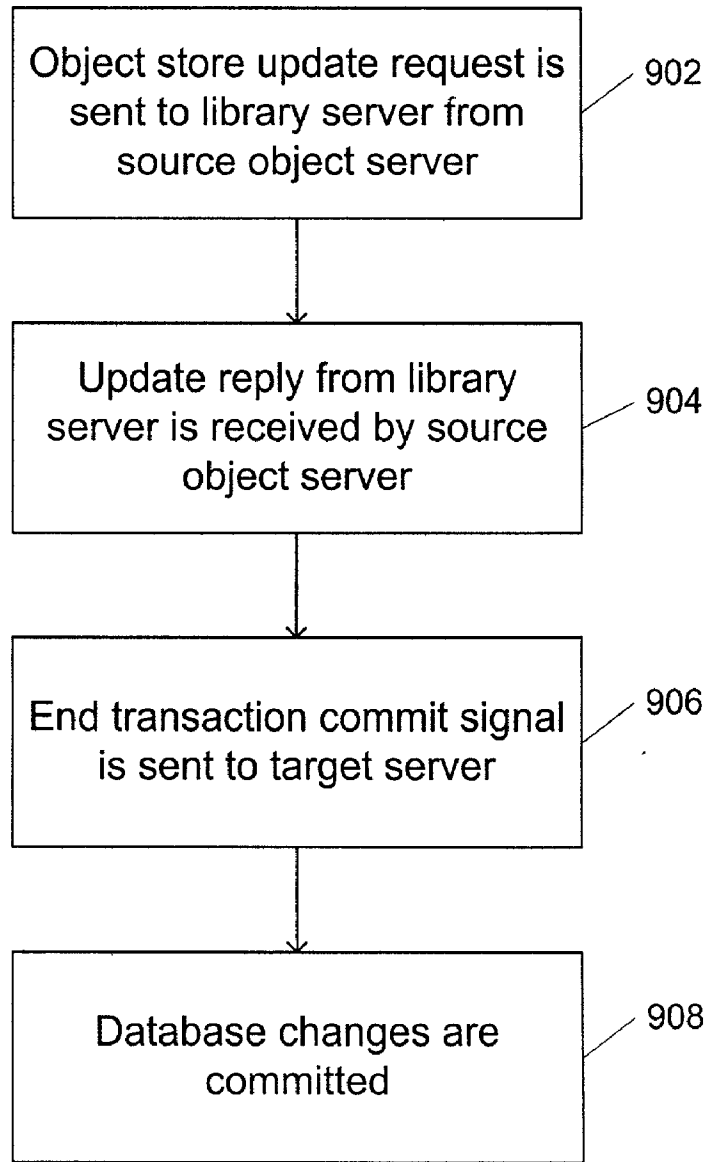 Object store update request is
sent to library server from
source object server
902
Update reply from library
server is received by source
object server
904
End transaction commit signal
is sent to target server
906
Database changes are
committed
908